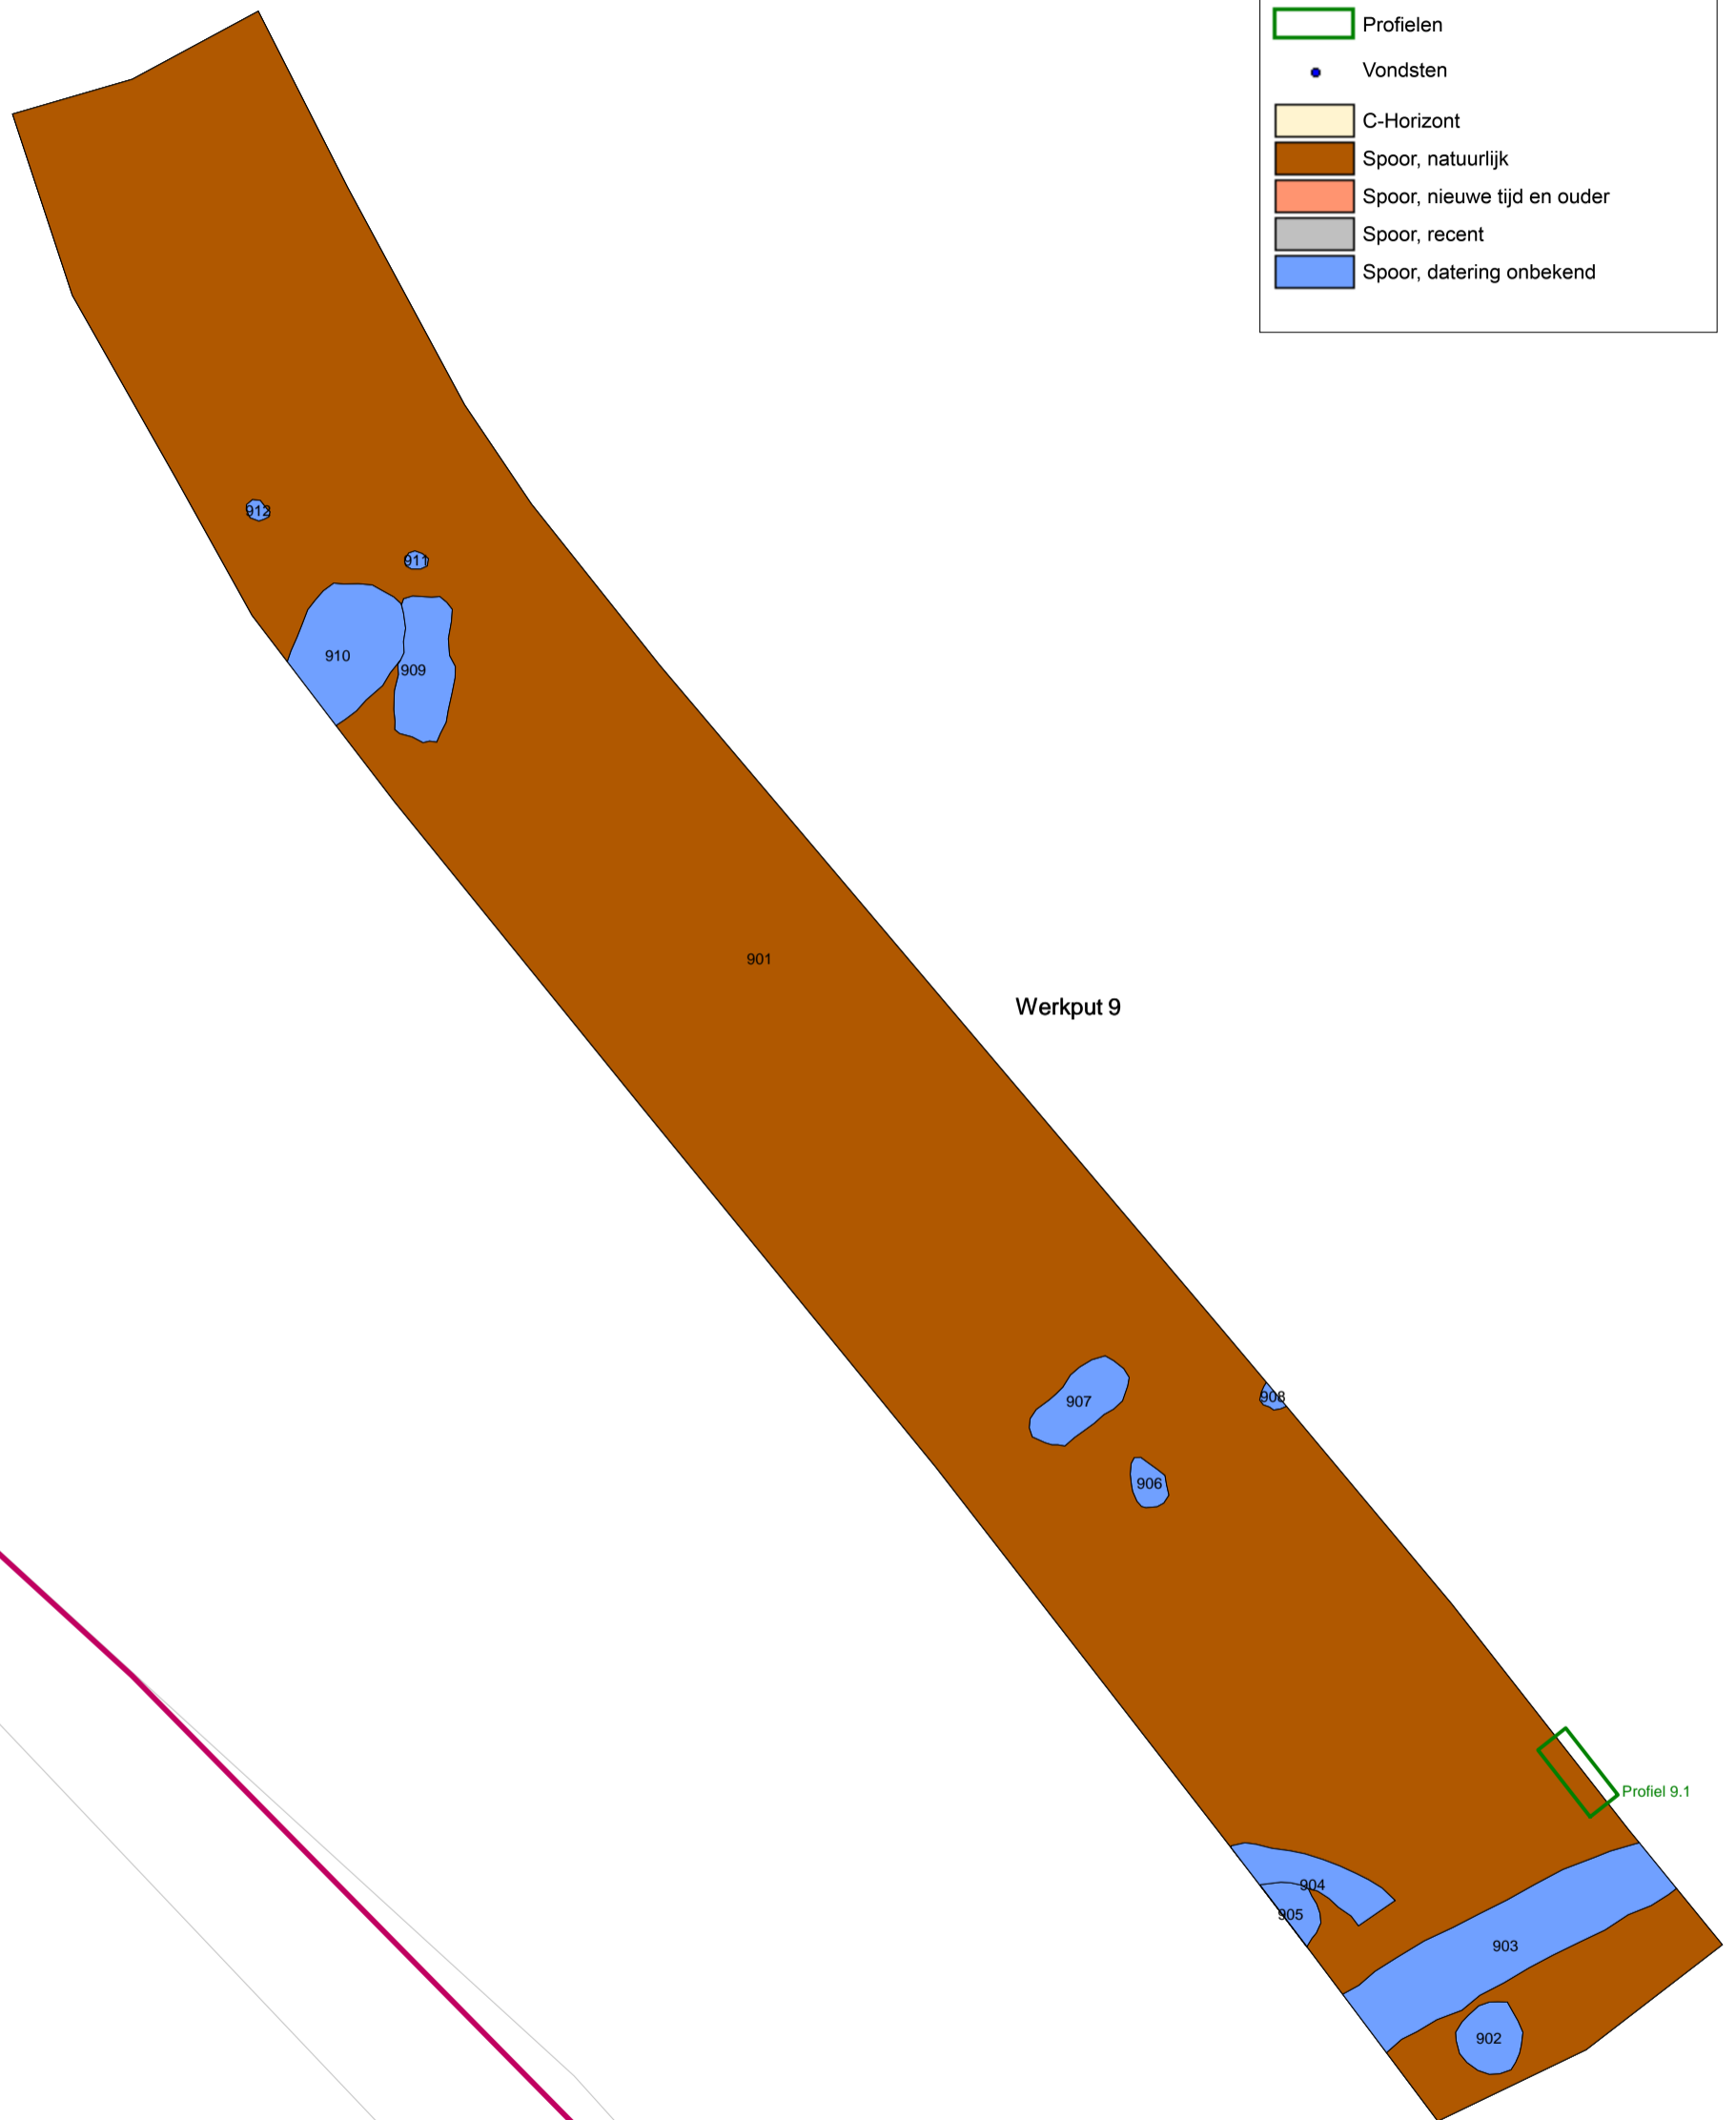 Profielen
Vondsten
C-Horizont
Spoor, natuurlijk
Spoor, nieuwe tijd en ouder
Spoor, recent
Spoor, datering onbekend
912
911
910
909
901
Werkput 9
907
908
906
Profiel 9.1
904
905
903
902